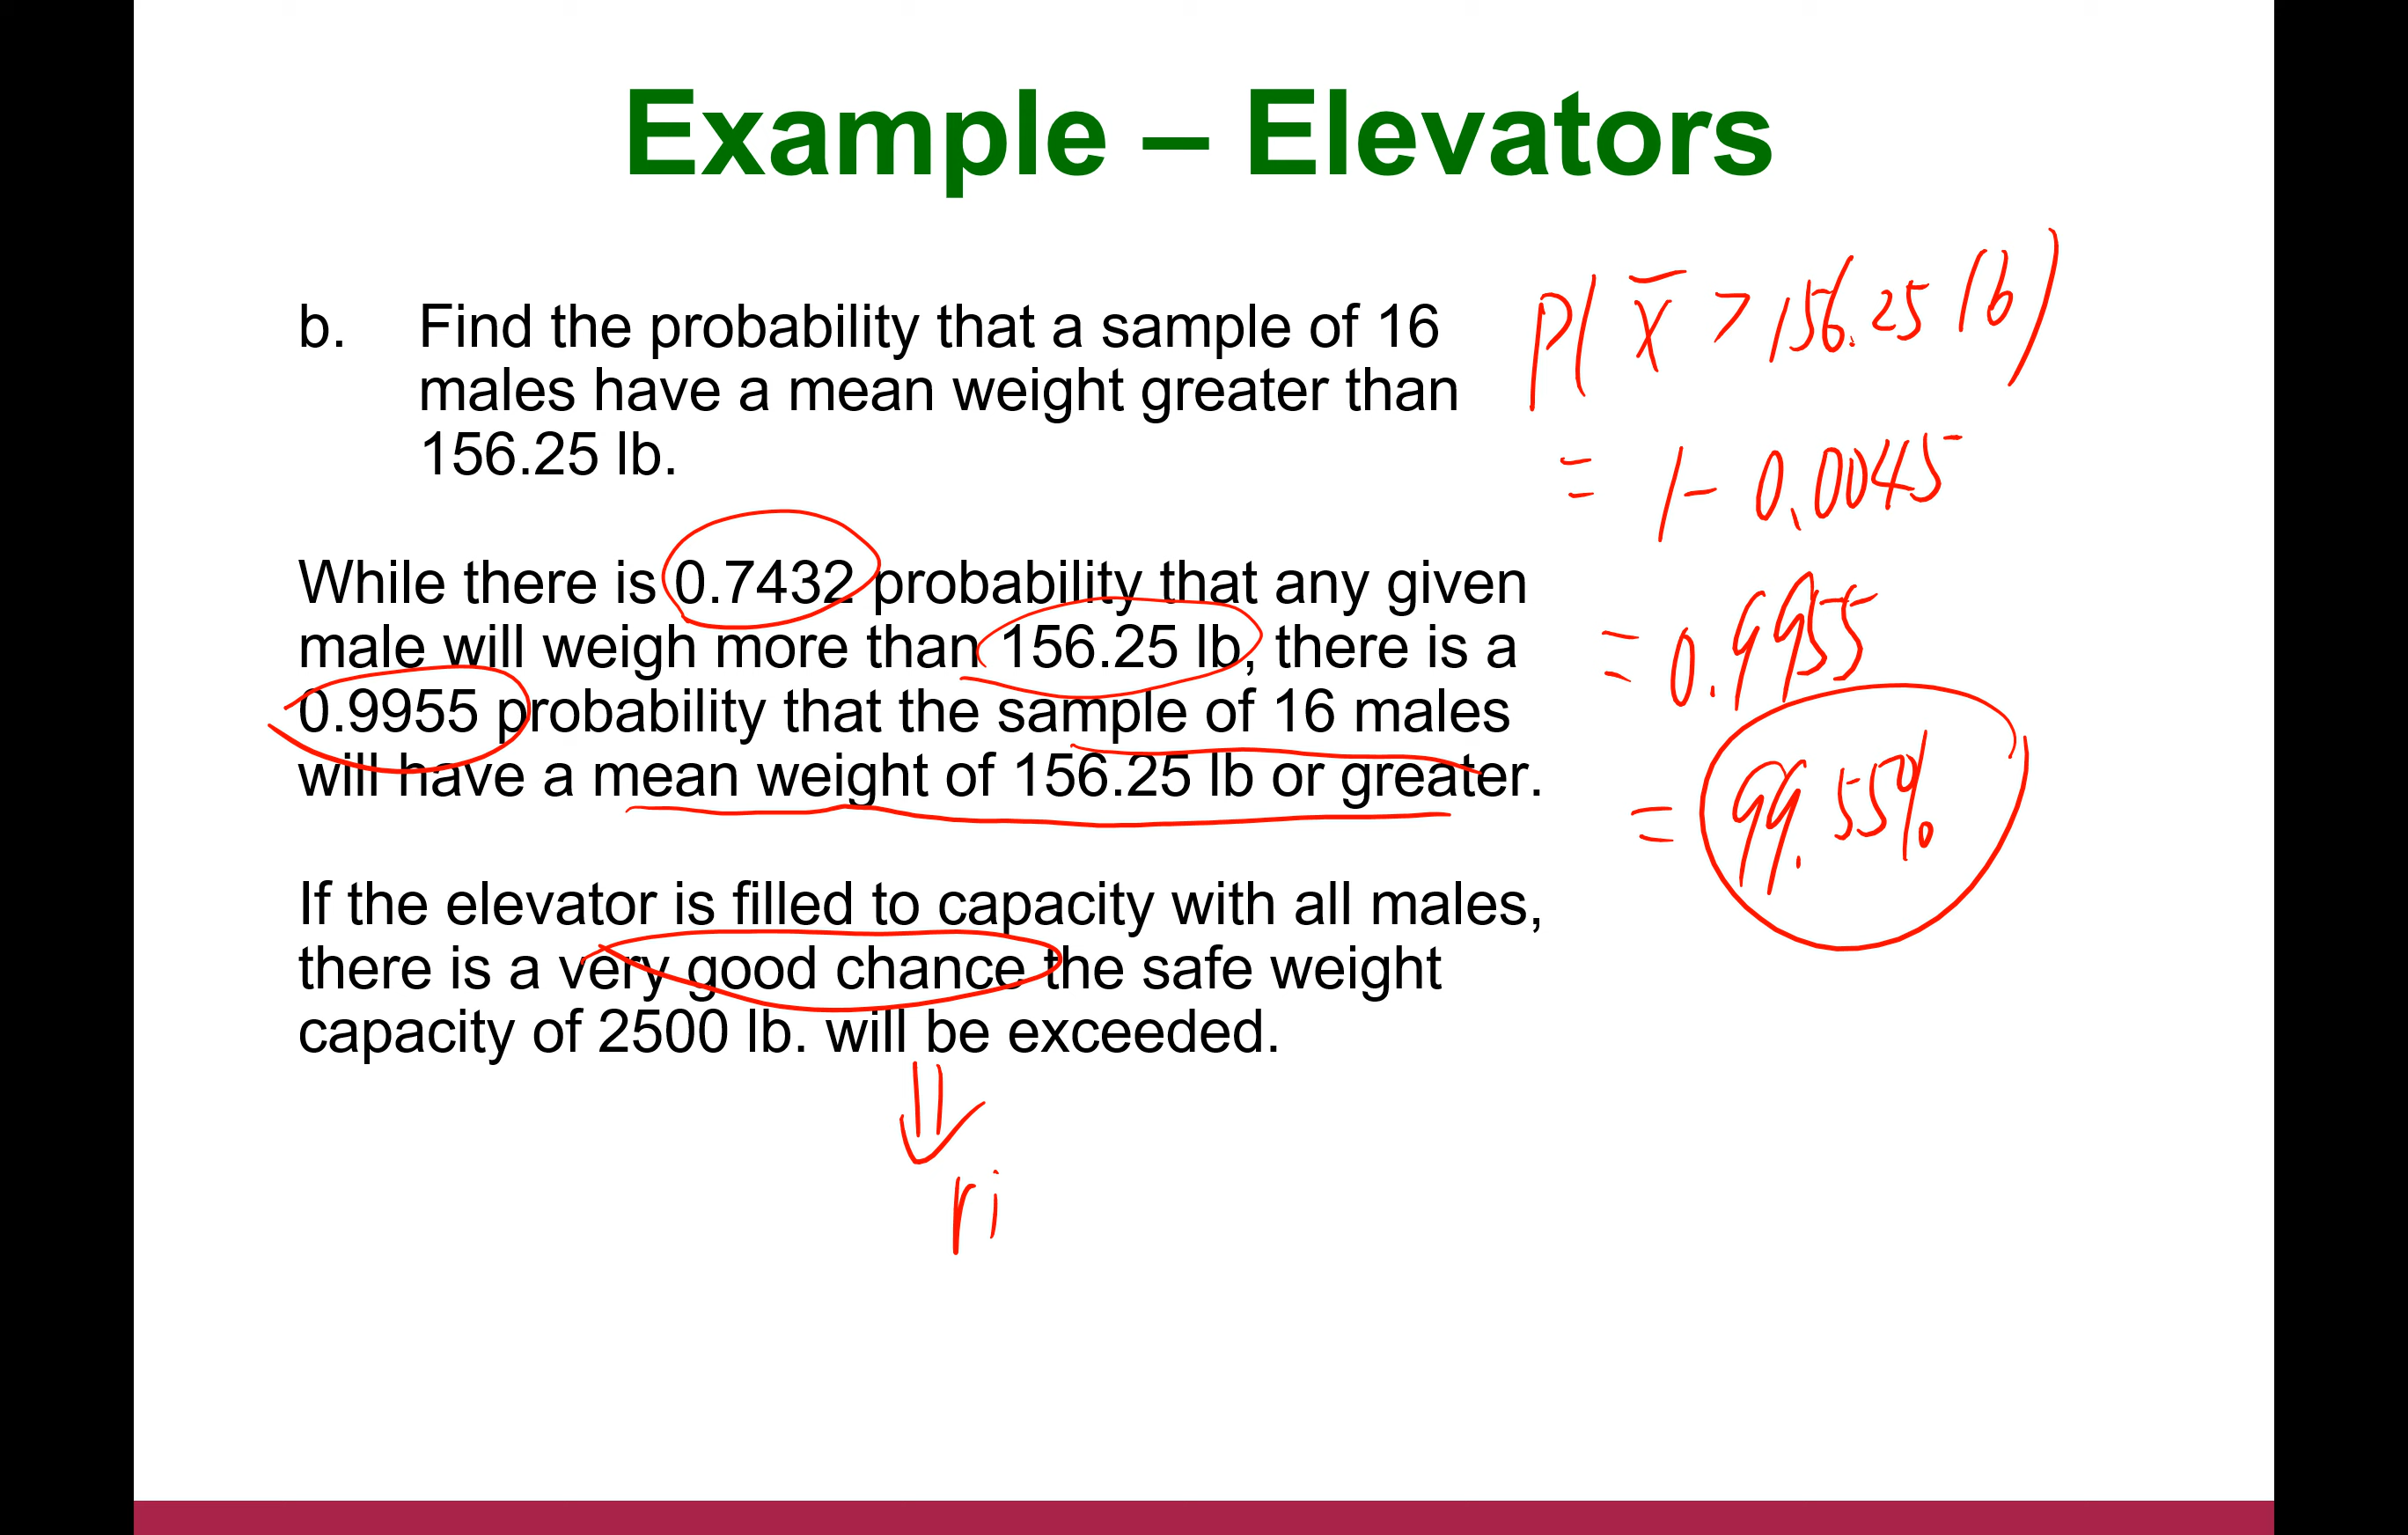 Example – Elevators
b. Find the probability that a sample of 16
males have a mean weight greater than
156.25 lb.
While there is 0.7432 probability that any given
male will weigh more than 156.25 lb, there is a
0.9955 probability that the sample of 16 males
will have a mean weight of 156.25 lb or greater.
If the elevator is filled to capacity with all males,
there is a very good chance the safe weight
capacity of 2500 lb. will be exceeded.
P( x̄ > 156.25 lb)
= 1 - 0.0045
= 0.9955
= 99.55%
ri